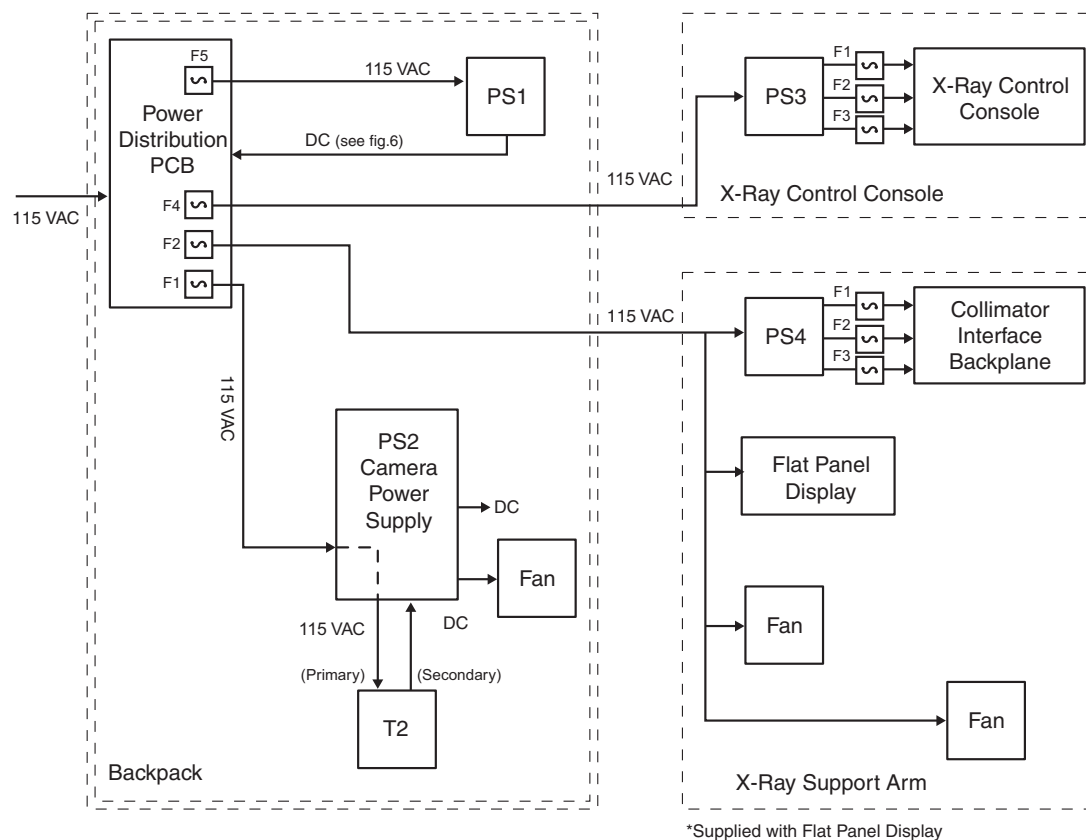 F5
115 VAC
PS1
Power
Distribution
PCB
DC (see fig.6)
115 VAC
F4
F2
F1
115 VAC
115 VAC
115 VAC
PS2
Camera
Power
Supply
DC
Fan
115 VAC
DC
(Primary)
(Secondary)
T2
Backpack
PS3
F1
F2
F3
X-Ray Control
Console
X-Ray Control Console
PS4
F1
F2
F3
Collimator
Interface
Backplane
Flat Panel
Display
Fan
Fan
X-Ray Support Arm
*Supplied with Flat Panel Display